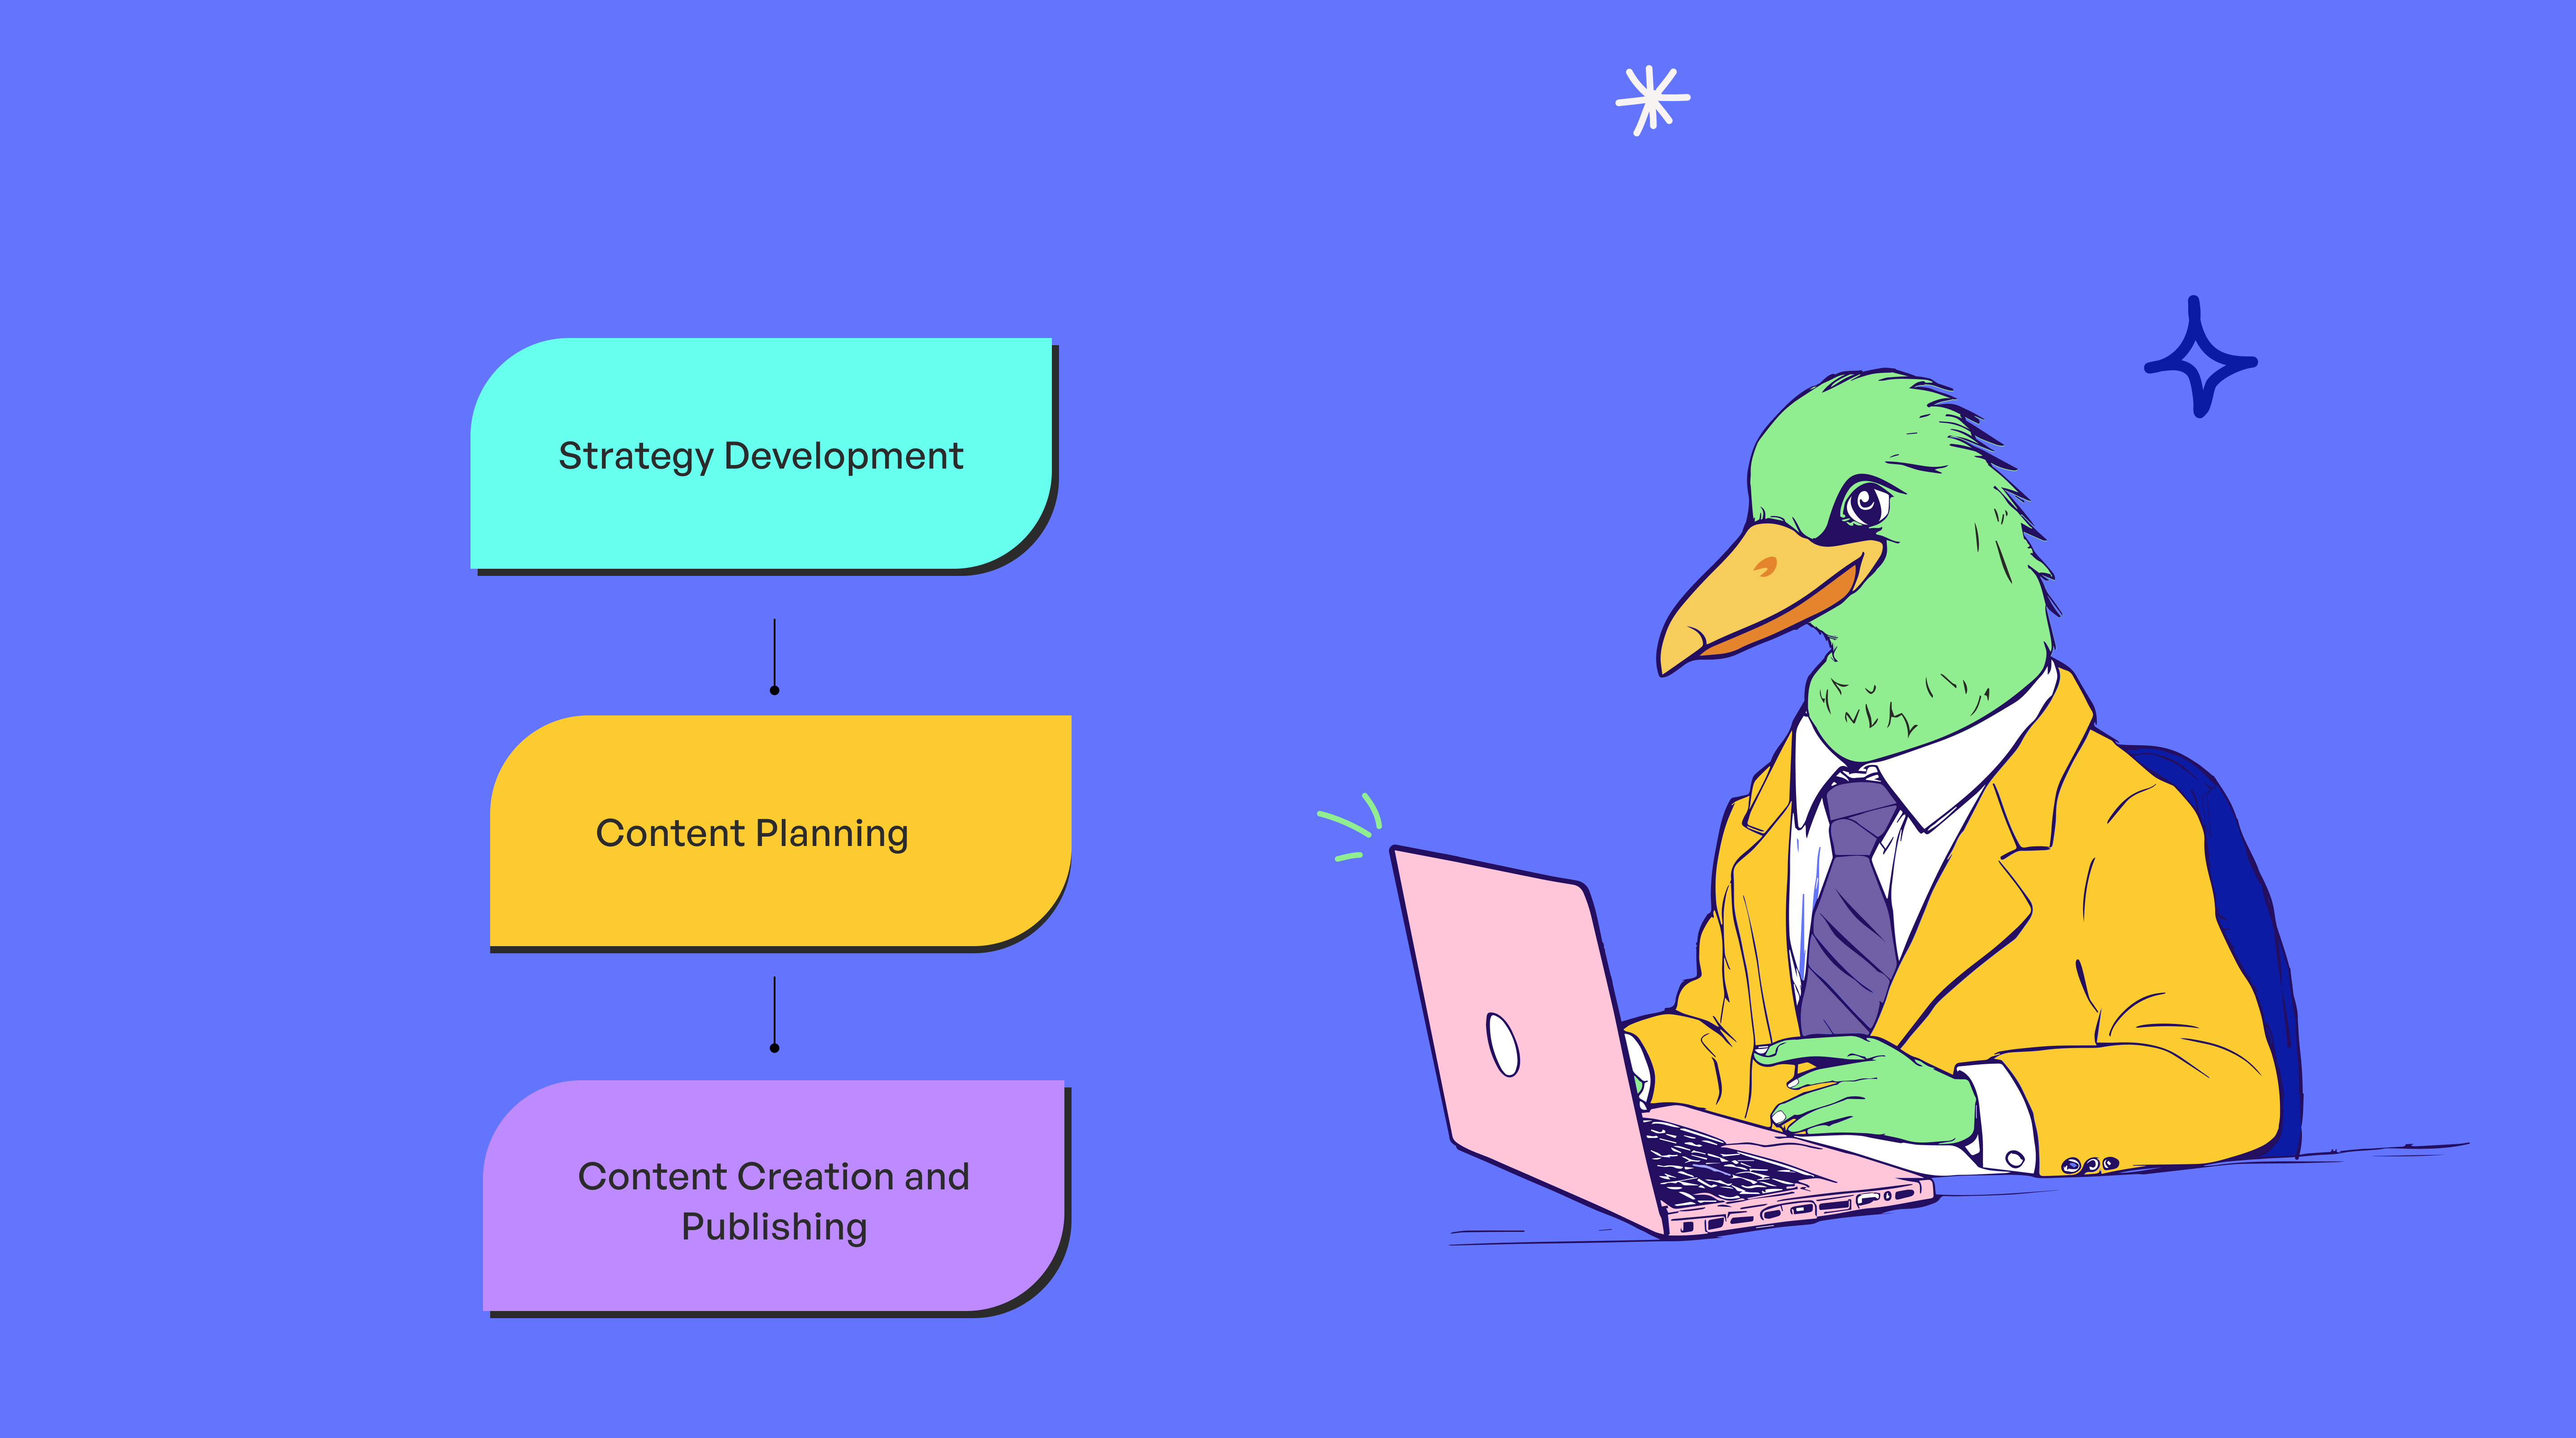 Strategy Development
Content Planning
Content Creation and
Publishing